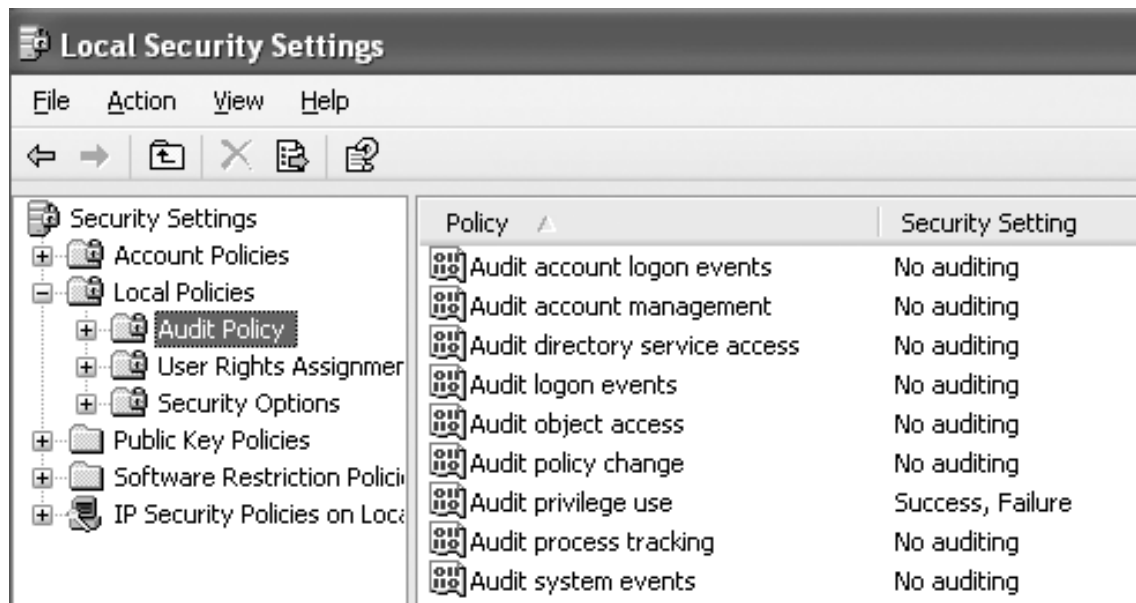 Local Security Settings
File Action View Help
Security Settings
Account Policies
Local Policies
Audit Policy
User Rights Assignmen
Security Options
Public Key Policies
Software Restriction Polici
IP Security Policies on Loca
Policy Security Setting
Audit account logon events No auditing
Audit account management No auditing
Audit directory service access No auditing
Audit logon events No auditing
Audit object access No auditing
Audit policy change No auditing
Audit privilege use Success, Failure
Audit process tracking No auditing
Audit system events No auditing